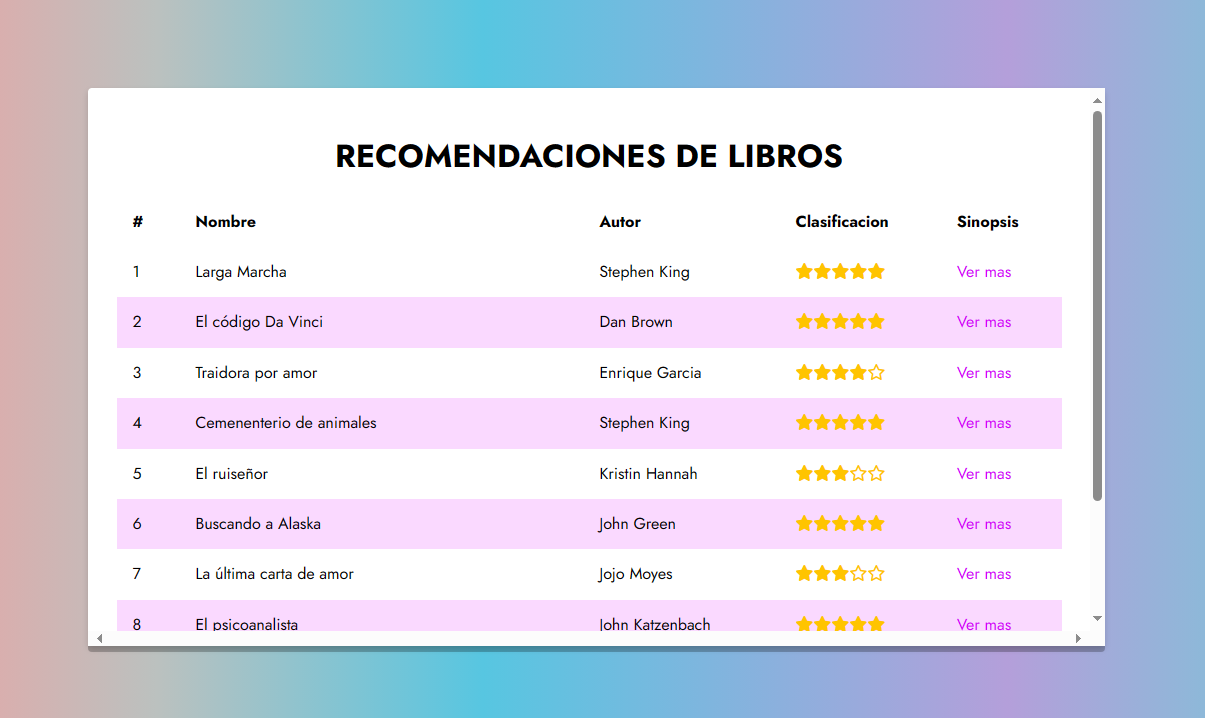 RECOMENDACIONES DE LIBROS
# Nombre Autor Clasificacion Sinopsis
1 Larga Marcha Stephen King Ver mas
2 El código Da Vinci Dan Brown Ver mas
3 Traidora por amor Enrique Garcia Ver mas
4 Cemenenterio de animales Stephen King Ver mas
5 El ruiseñor Kristin Hannah Ver mas
6 Buscando a Alaska John Green Ver mas
7 La última carta de amor Jojo Moyes Ver mas
8 El psicoanalista John Katzenbach Ver mas